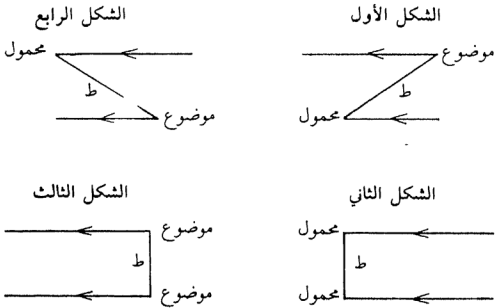 الشكل الأول
موضوع
ط
محمول
الشكل الرابع
محمول
ط
موضوع
الشكل الثاني
محمول
ط
محمول
الشكل الثالث
موضوع
ط
موضوع